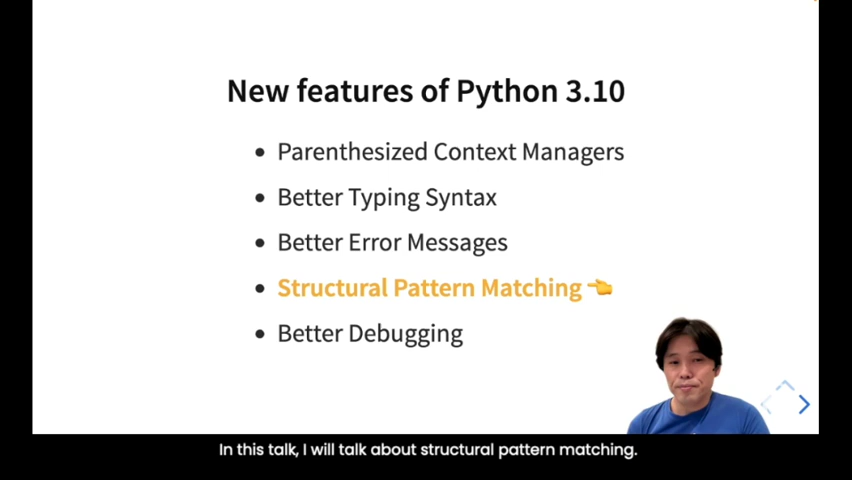 New features of Python 3.10
• Parenthesized Context Managers
• Better Typing Syntax
• Better Error Messages
• Structural Pattern Matching 👈
• Better Debugging
In this talk, I will talk about structural pattern matching.